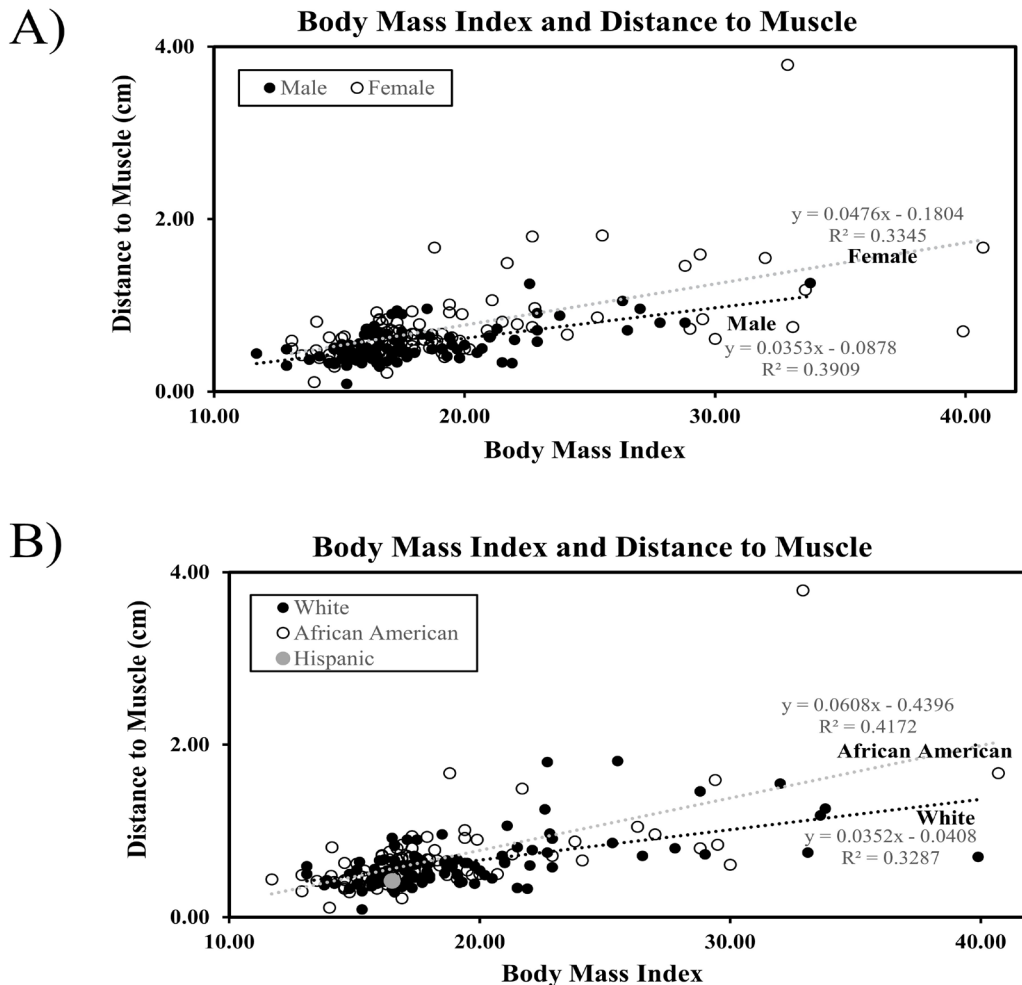 A)
Body Mass Index and Distance to Muscle
4.00
Male Female
Distance to Muscle (cm)
y = 0.0476x - 0.1804
R² = 0.3345
Female
2.00
Male
y = 0.0353x - 0.0878
R² = 0.3909
0.00
10.00 20.00 30.00 40.00
Body Mass Index
B)
Body Mass Index and Distance to Muscle
4.00
White
African American
Hispanic
Distance to Muscle (cm)
y = 0.0608x - 0.4396
R² = 0.4172
2.00
African American
White
y = 0.0352x - 0.0408
R² = 0.3287
0.00
10.00 20.00 30.00 40.00
Body Mass Index